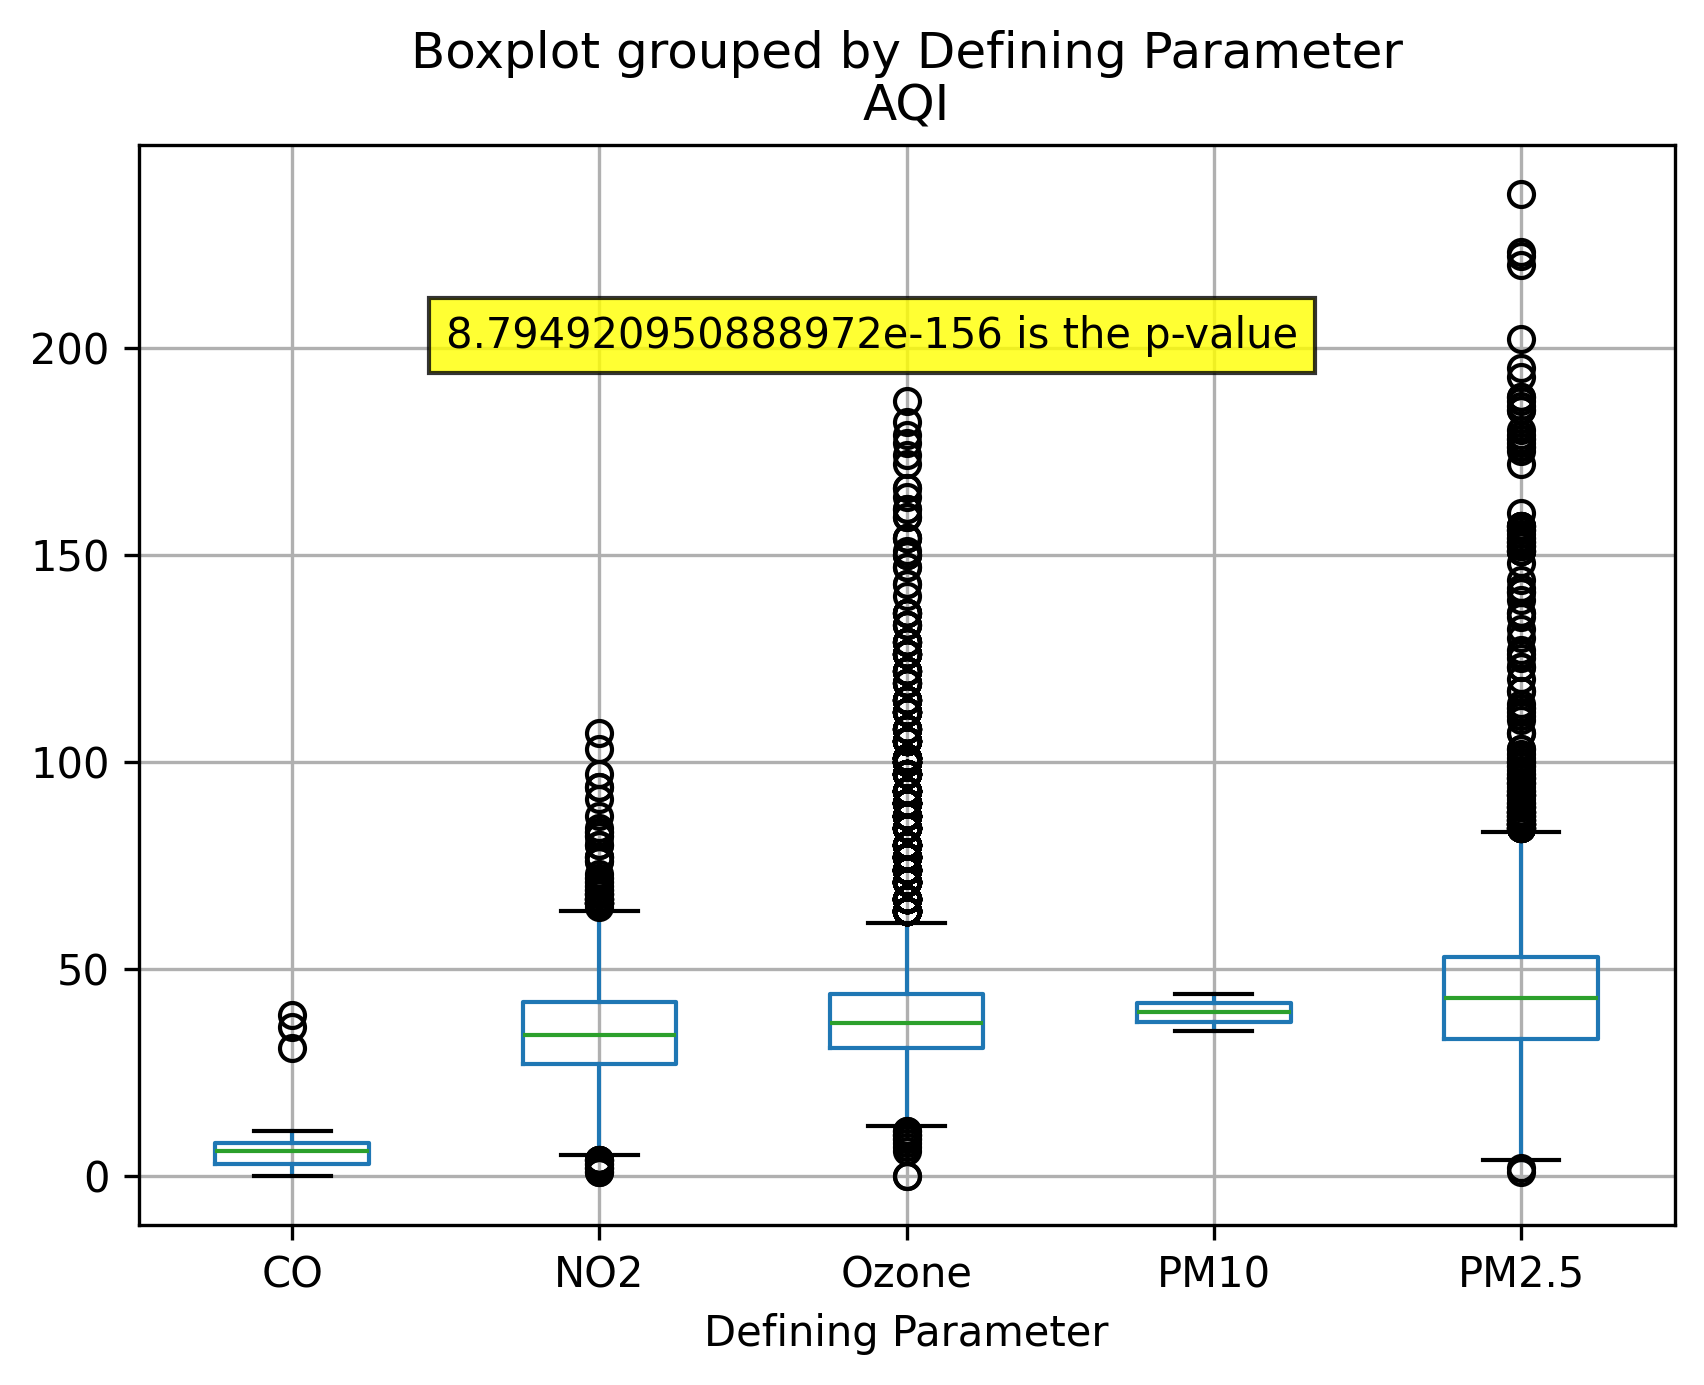 Boxplot grouped by Defining Parameter
AQI
8.794920950888972e-156 is the p-value
200
150
100
50
0
CO NO2 Ozone PM10 PM2.5
Defining Parameter